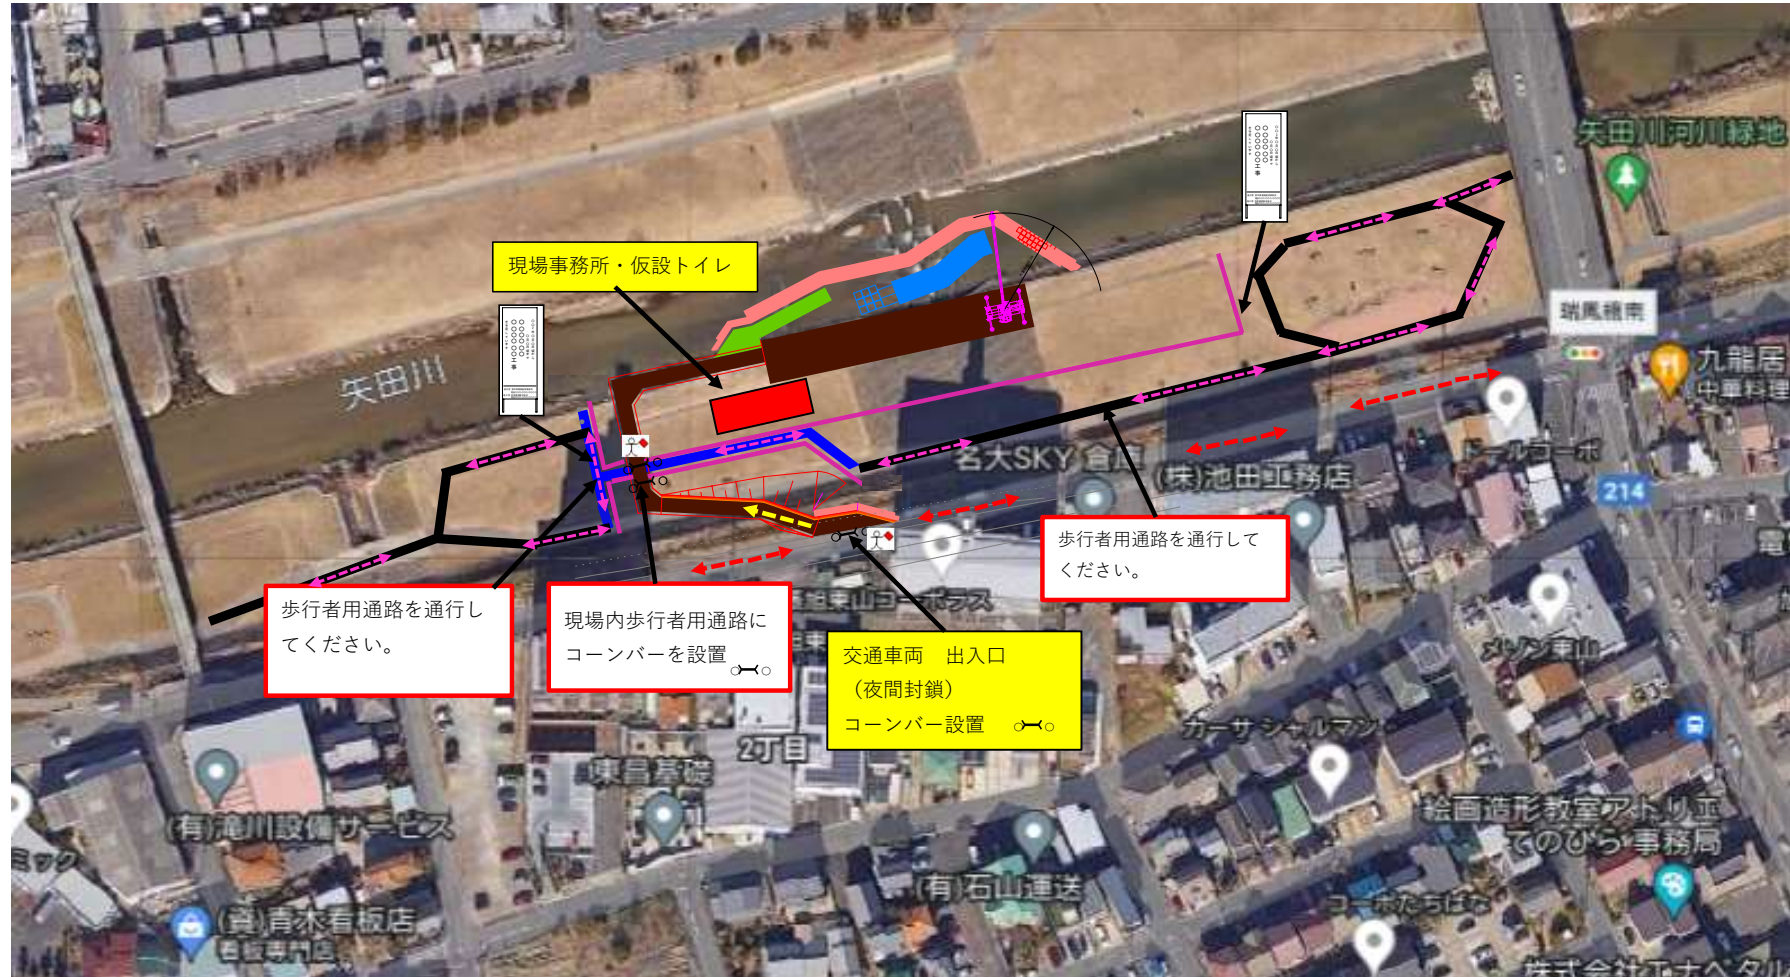 矢田川河川緑地
現場事務所・仮設トイレ
瑞鳳橋南
九龍居
中華料理
矢田川
工事
工事
名大SKY 倉庫
(株)池田工務店
ドールコーポ
214
歩行者用通路を通行して
ください。
歩行者用通路を通行し
てください。
現場内歩行者用通路に
コーンバーを設置
交通車両 出入口
（夜間封鎖）
コーンバー設置
メゾン東山
カーサ シャルマン
2丁目
東昌基礎
(有)滝川設備サービス
ミック
絵画造形教室アトリエ
てのひら 事務局
(有)石山運送
コーポたちばな
(資)青木看板店
看板専門店